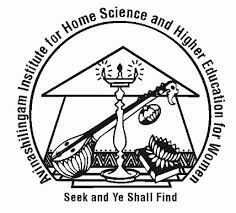 Avinashilingam Institute for Home Science and Higher Education for Women
Seek and Ye Shall Find